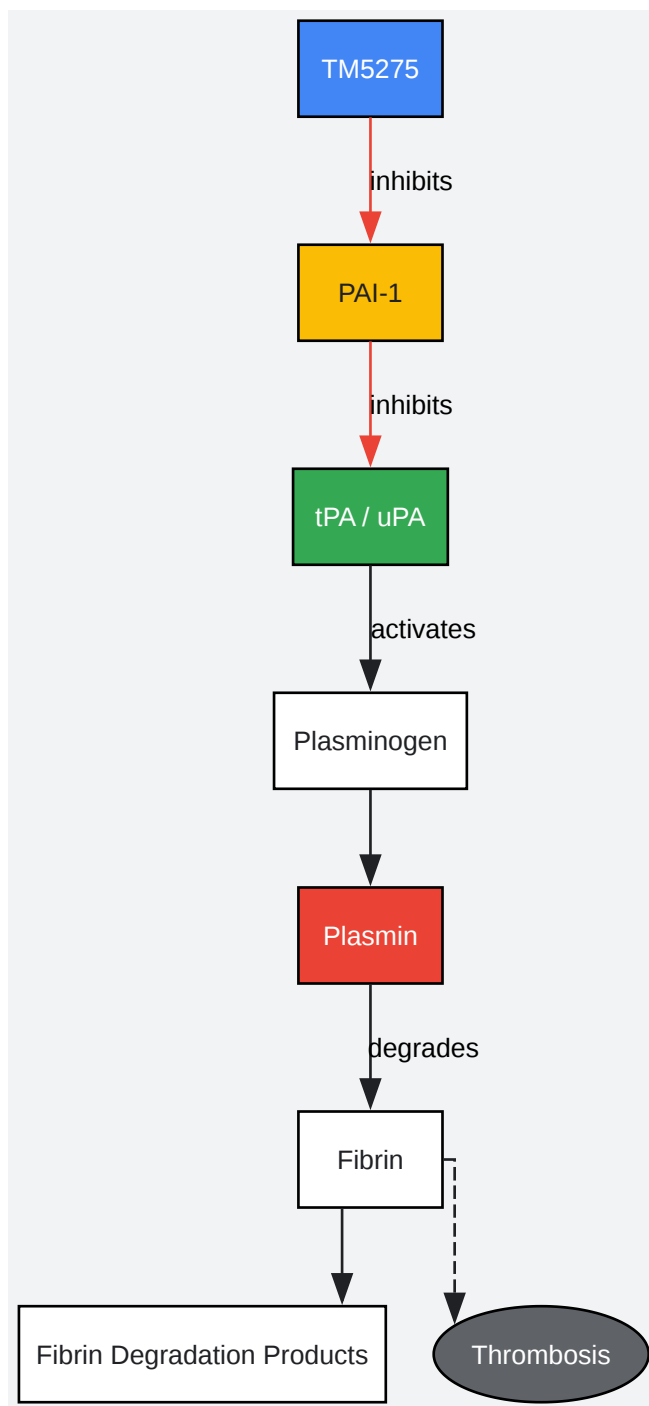 TM5275
inhibits
PAI-1
inhibits
tPA / uPA
activates
Plasminogen
Plasmin
degrades
Fibrin
Fibrin Degradation Products
Thrombosis